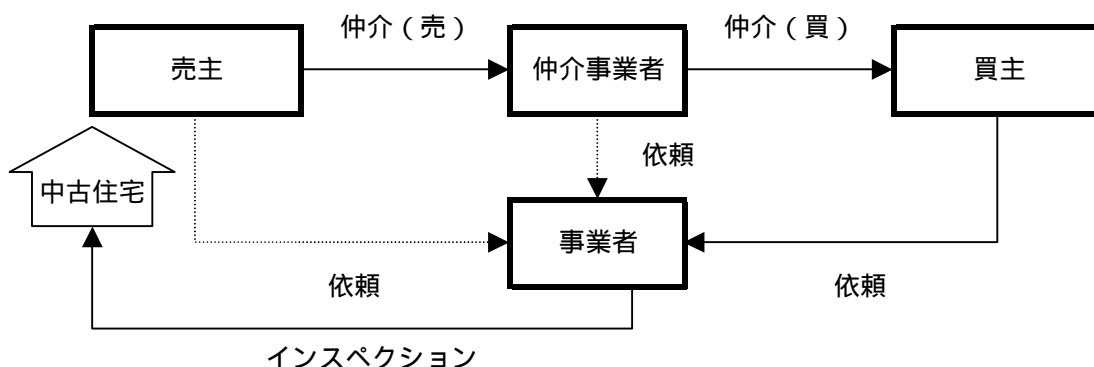 仲介（売）
仲介（買）
売主
仲介事業者
買主
依頼
中古住宅
事業者
依頼
依頼
インスペクション